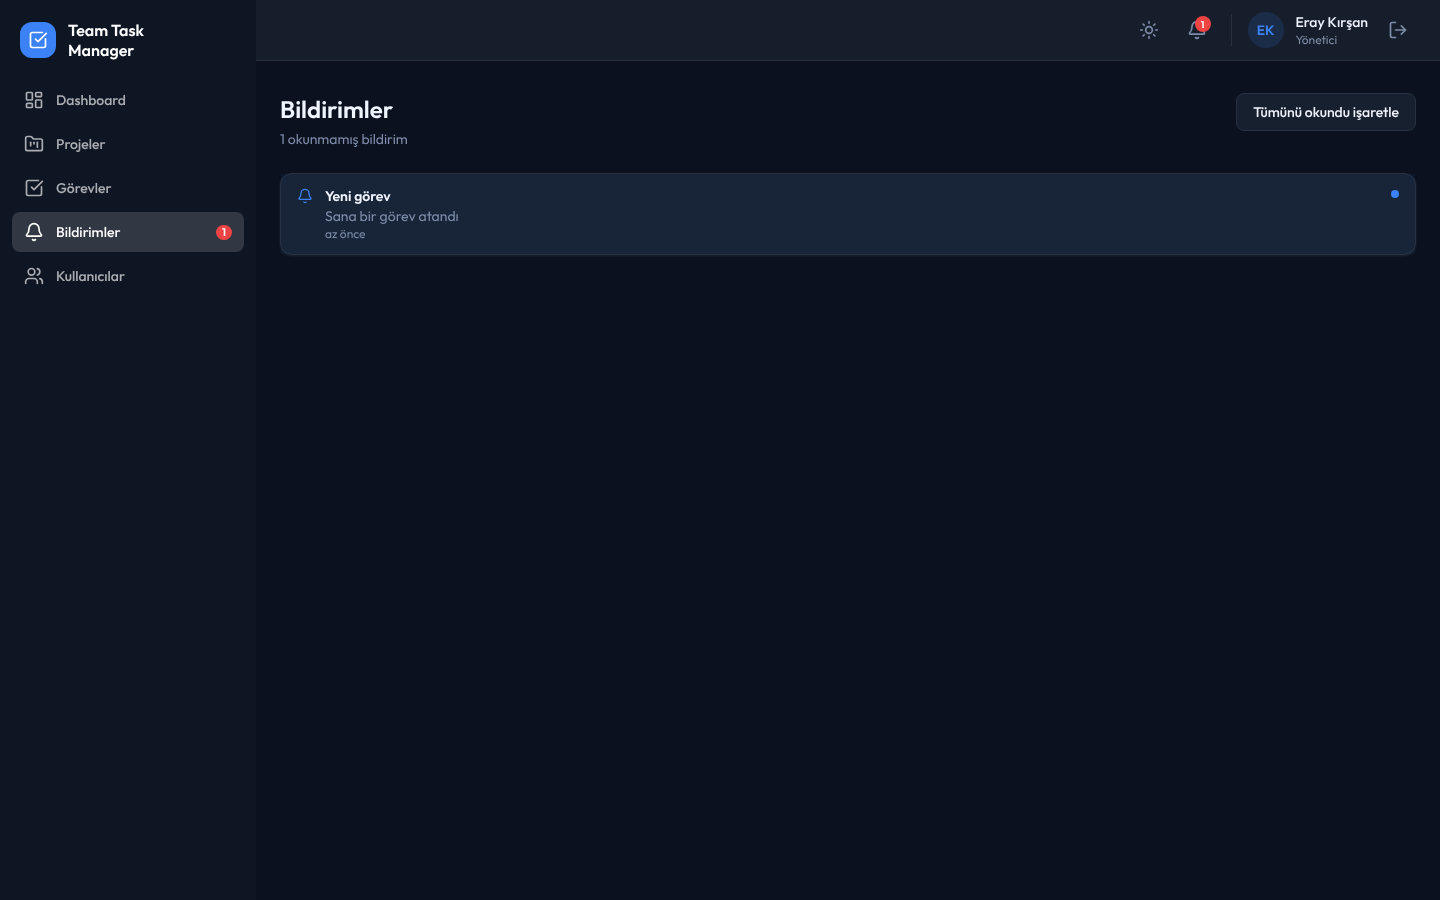 Team Task
Manager
Dashboard
Projeler
Görevler
Bildirimler
1
Kullanıcılar
1
EK
Eray Kırşan
Yönetici
Bildirimler
1 okunmamış bildirim
Tümünü okundu işaretle
Yeni görev
Sana bir görev atandı
az önce